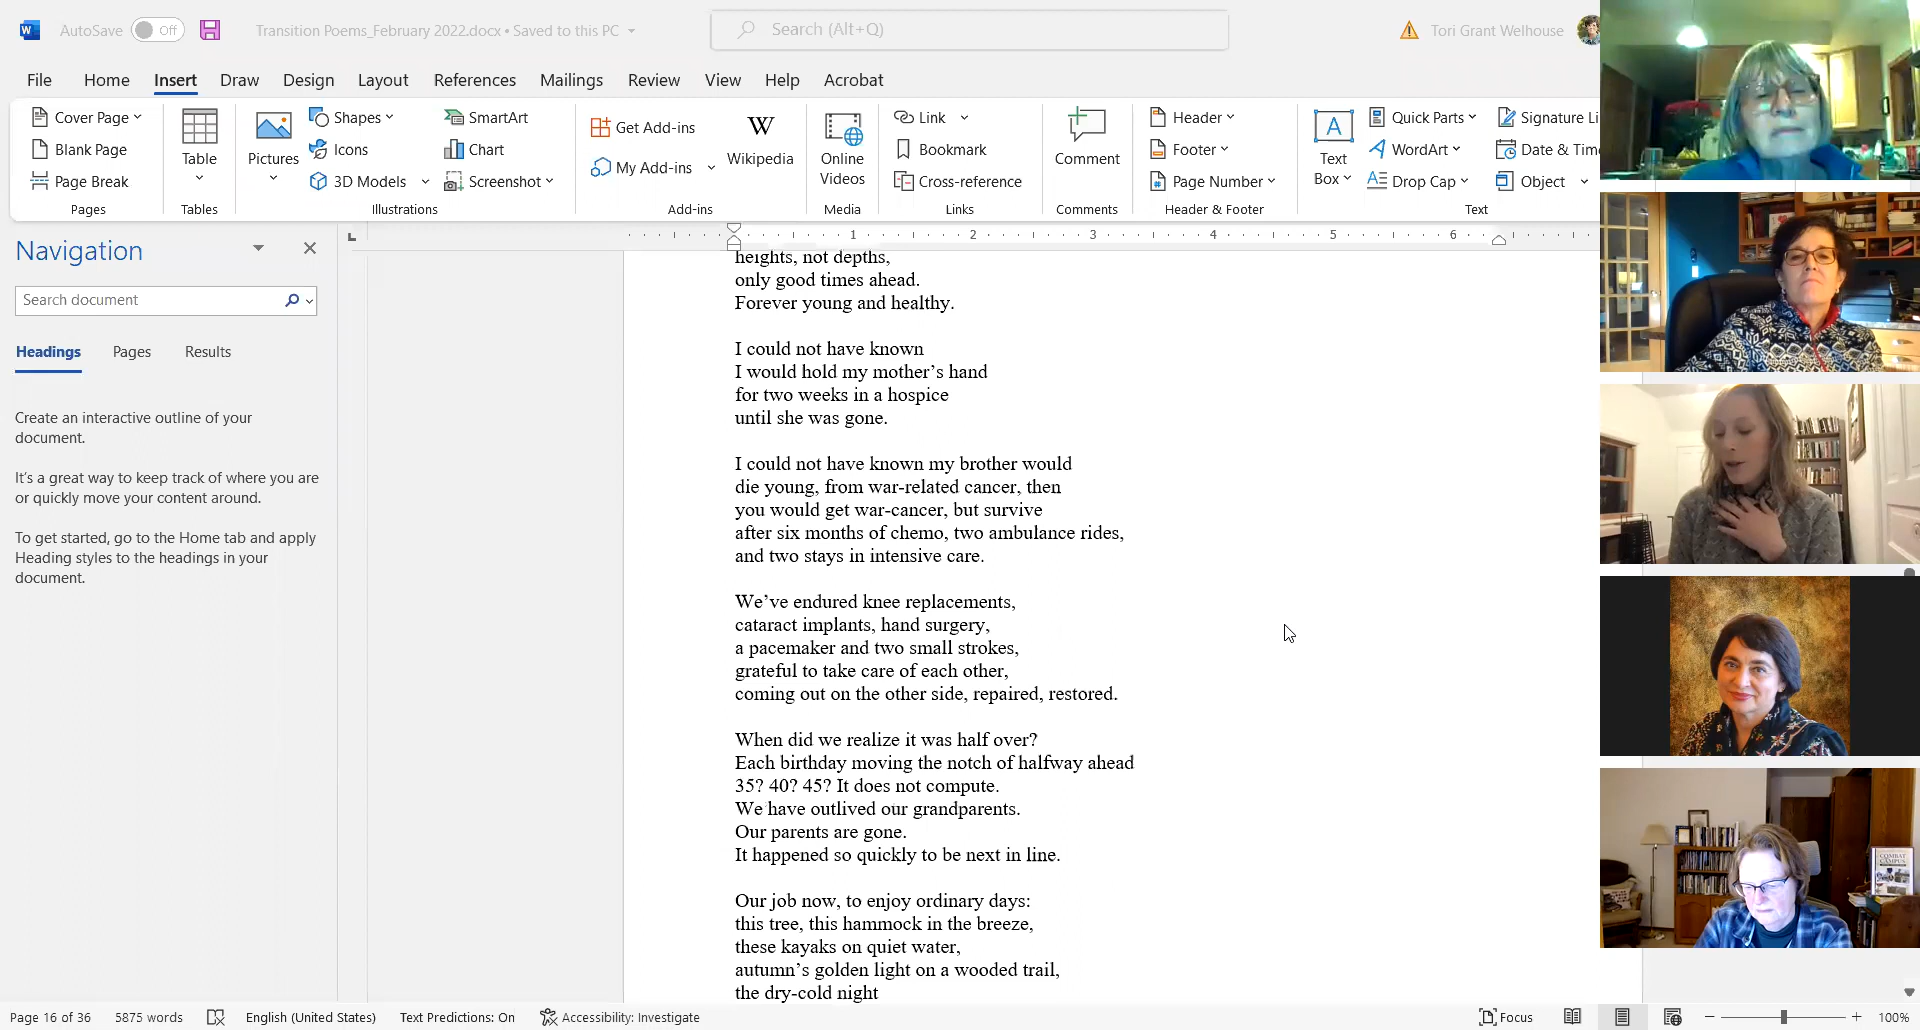 AutoSave Off Transition Poems_February 2022.docx • Saved to this PC Search (Alt+Q) Tori Grant Welhouse
File Home Insert Draw Design Layout References Mailings Review View Help Acrobat
Cover Page
Blank Page
Page Break
Pages
Table
Tables
Pictures
Shapes
Icons
3D Models
SmartArt
Chart
Screenshot
Illustrations
Get Add-ins
My Add-ins
W
Wikipedia
Add-ins
Online
Videos
Media
Link
Bookmark
Cross-reference
Links
Comment
Comments
Header
Footer
Page Number
Header & Footer
A
Text
Box
Quick Parts
WordArt
Drop Cap
Signature Li
Date & Time
Object
Text
Navigation
Search document
Headings Pages Results
Create an interactive outline of your
document.
It's a great way to keep track of where you are
or quickly move your content around.
To get started, go to the Home tab and apply
Heading styles to the headings in your
document.
1 2 3 4 5 6
heights, not depths,
only good times ahead.
Forever young and healthy.
I could not have known
I would hold my mother’s hand
for two weeks in a hospice
until she was gone.
I could not have known my brother would
die young, from war-related cancer, then
you would get war-cancer, but survive
after six months of chemo, two ambulance rides,
and two stays in intensive care.
We’ve endured knee replacements,
cataract implants, hand surgery,
a pacemaker and two small strokes,
grateful to take care of each other,
coming out on the other side, repaired, restored.
When did we realize it was half over?
Each birthday moving the notch of halfway ahead
35? 40? 45? It does not compute.
We have outlived our grandparents.
Our parents are gone.
It happened so quickly to be next in line.
Our job now, to enjoy ordinary days:
this tree, this hammock in the breeze,
these kayaks on quiet water,
autumn’s golden light on a wooded trail,
the dry-cold night
COMBAT
CAMPUS
Page 16 of 36 5875 words English (United States) Text Predictions: On Accessibility: Investigate Focus 100%